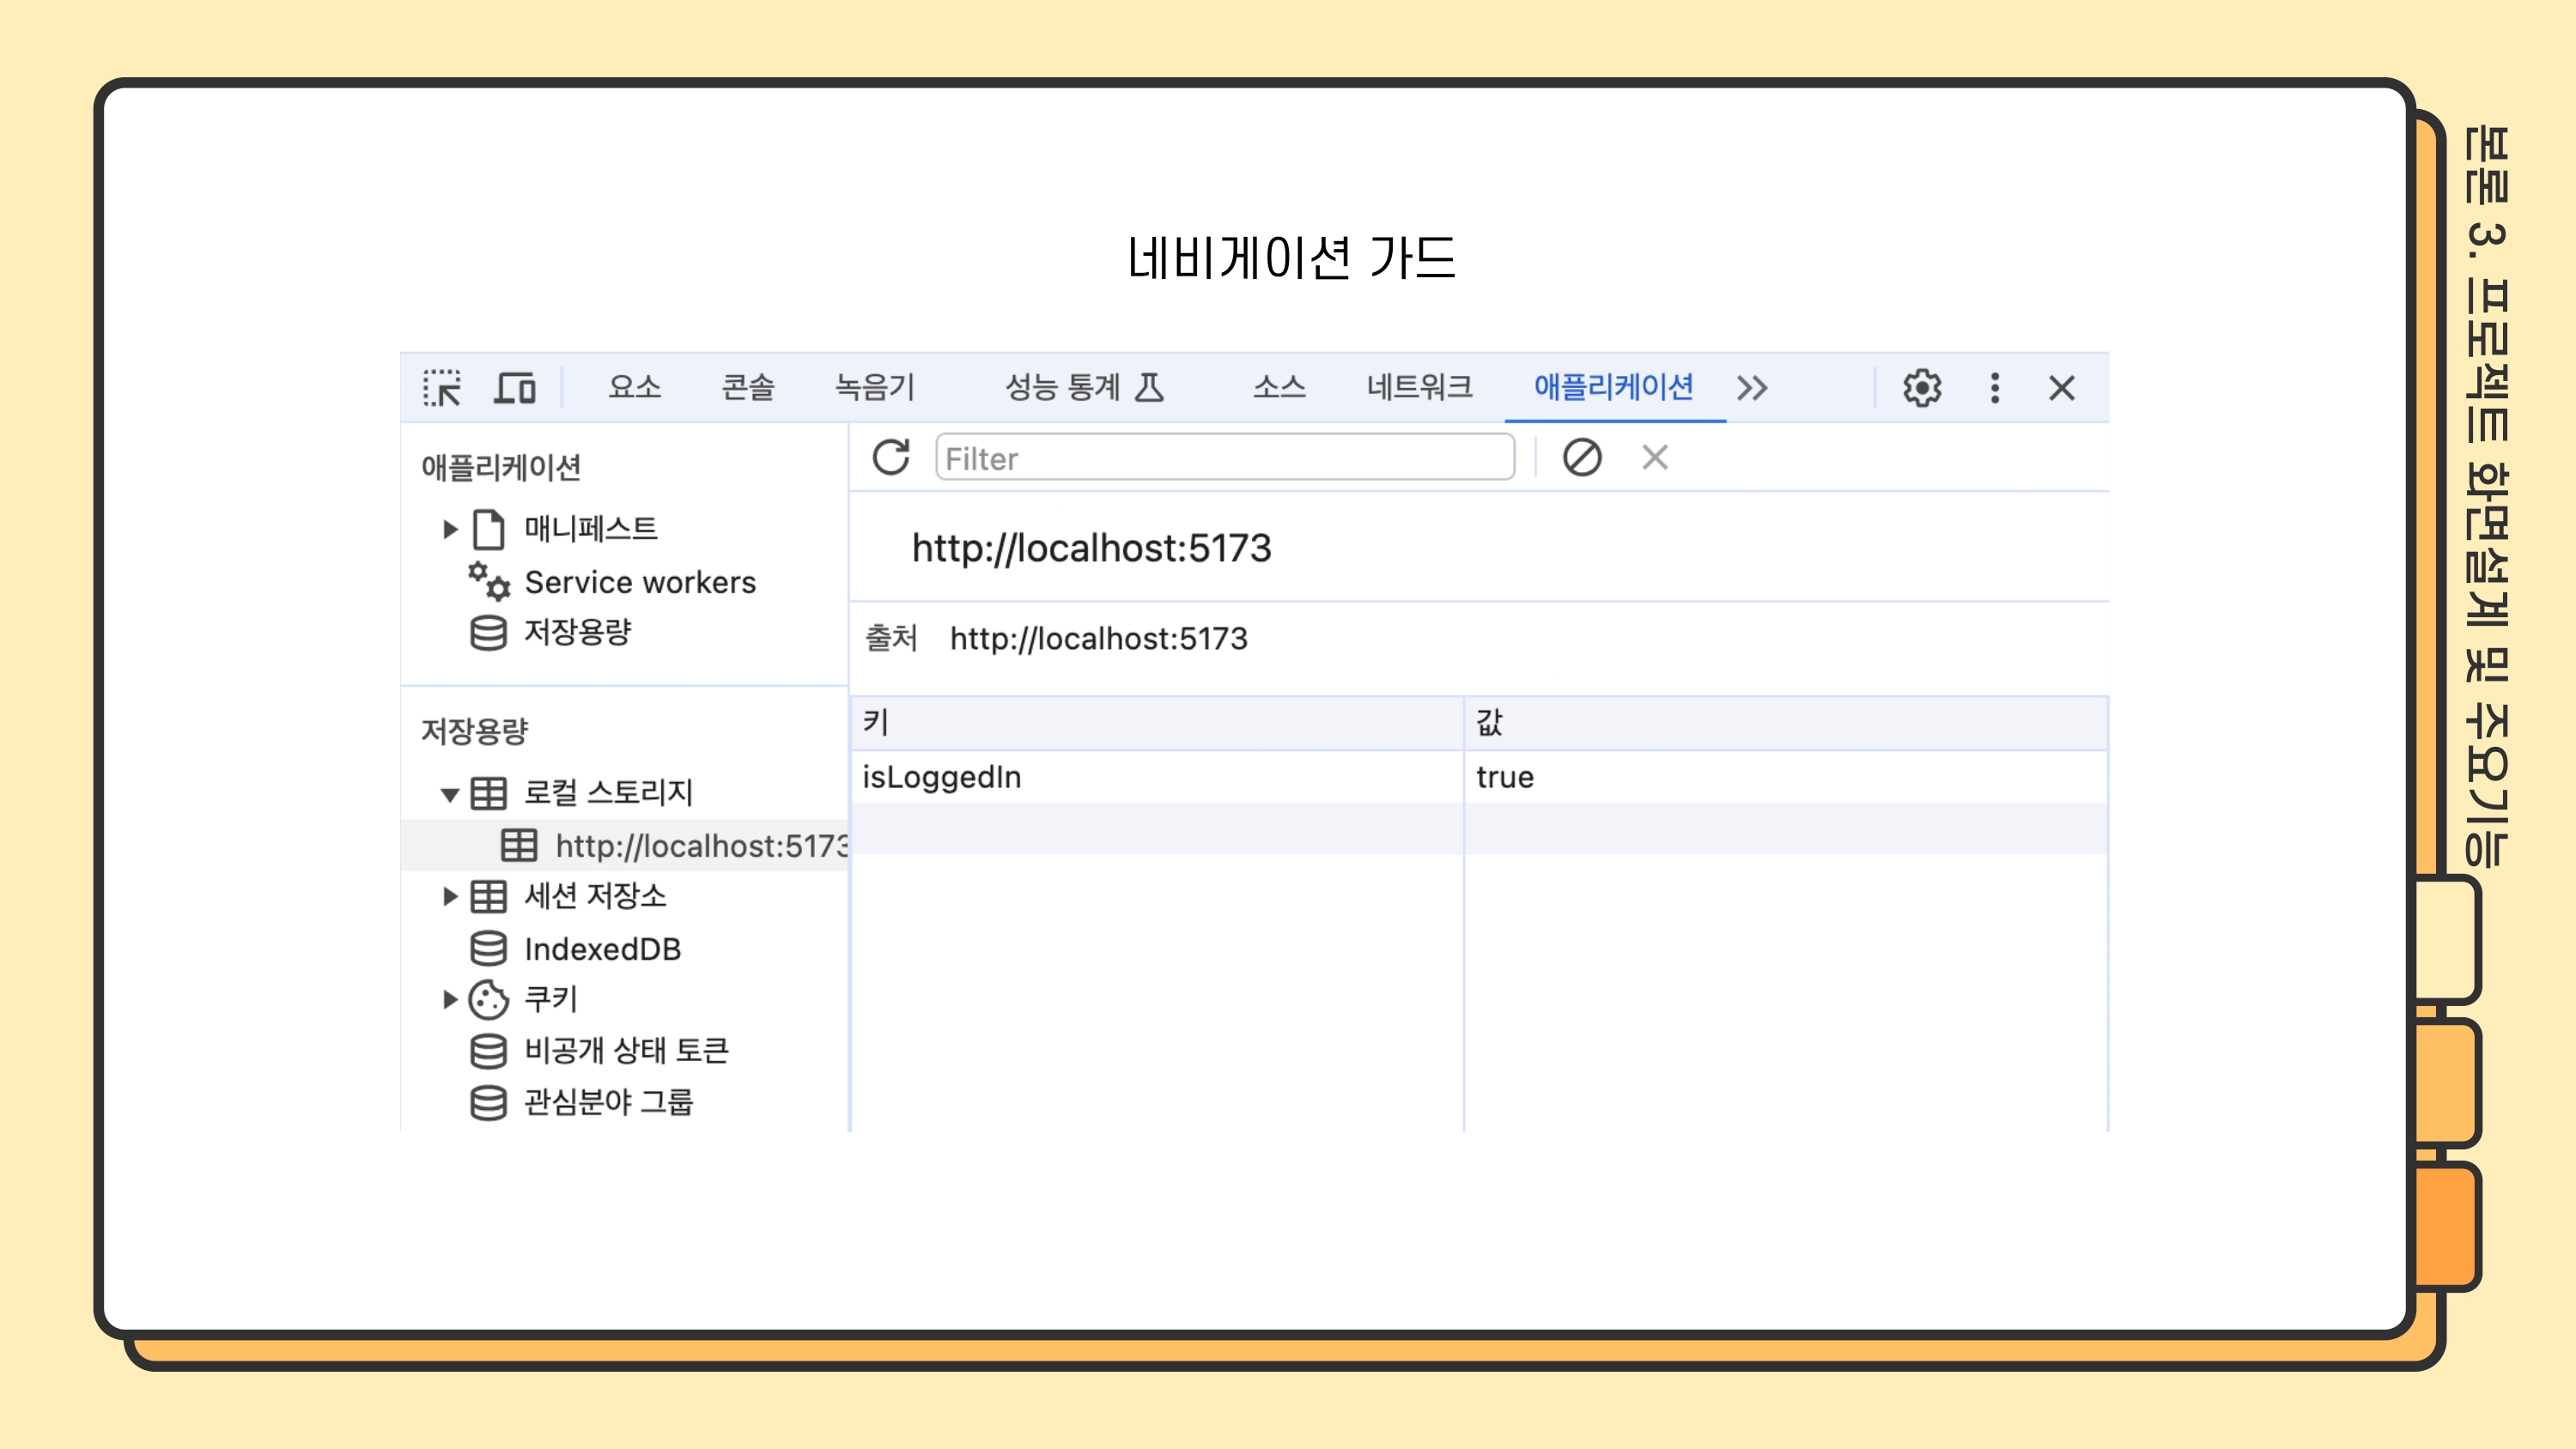 네비게이션 가드
요소 콘솔 녹음기 성능 통계 소스 네트워크 애플리케이션
애플리케이션
매니페스트
Service workers
저장용량
저장용량
로컬 스토리지
http://localhost:5173
세션 저장소
IndexedDB
쿠키
비공개 상태 토큰
관심분야 그룹
Filter
http://localhost:5173
출처 http://localhost:5173
키 값
isLoggedIn true
본론 3. 프로젝트 화면설계 및 주요기능